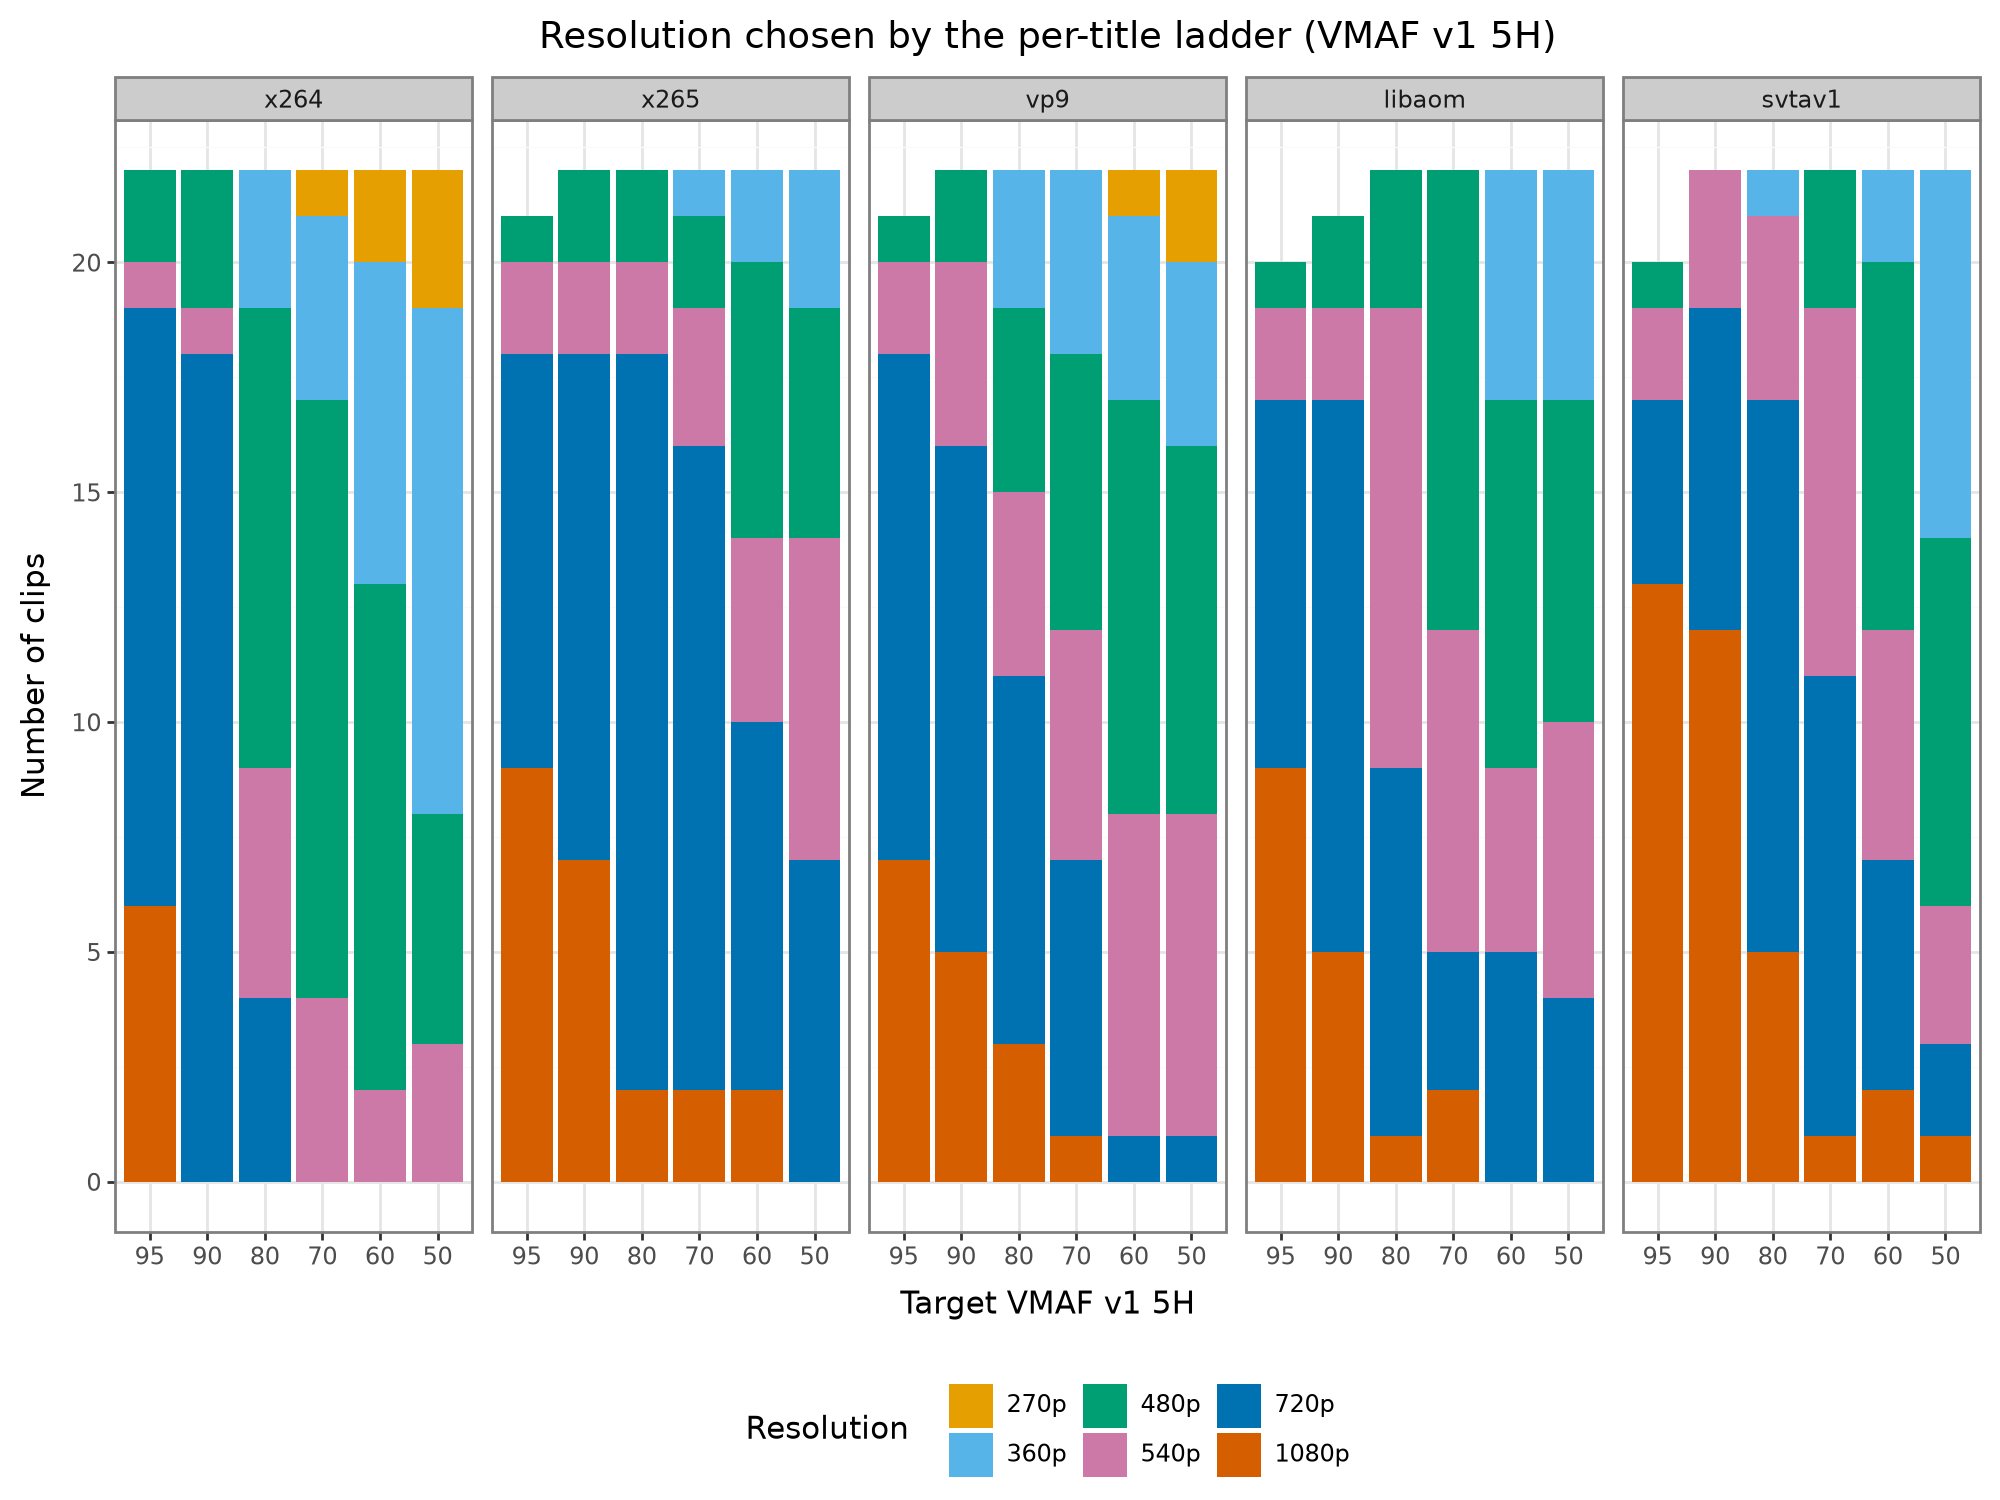 Resolution chosen by the per-title ladder (VMAF v1 5H)
x264 x265 vp9 libaom svtav1
20
15
10
5
0
Number of clips
95 90 80 70 60 50 95 90 80 70 60 50 95 90 80 70 60 50 95 90 80 70 60 50 95 90 80 70 60 50
Target VMAF v1 5H
Resolution
270p 480p 720p
360p 540p 1080p